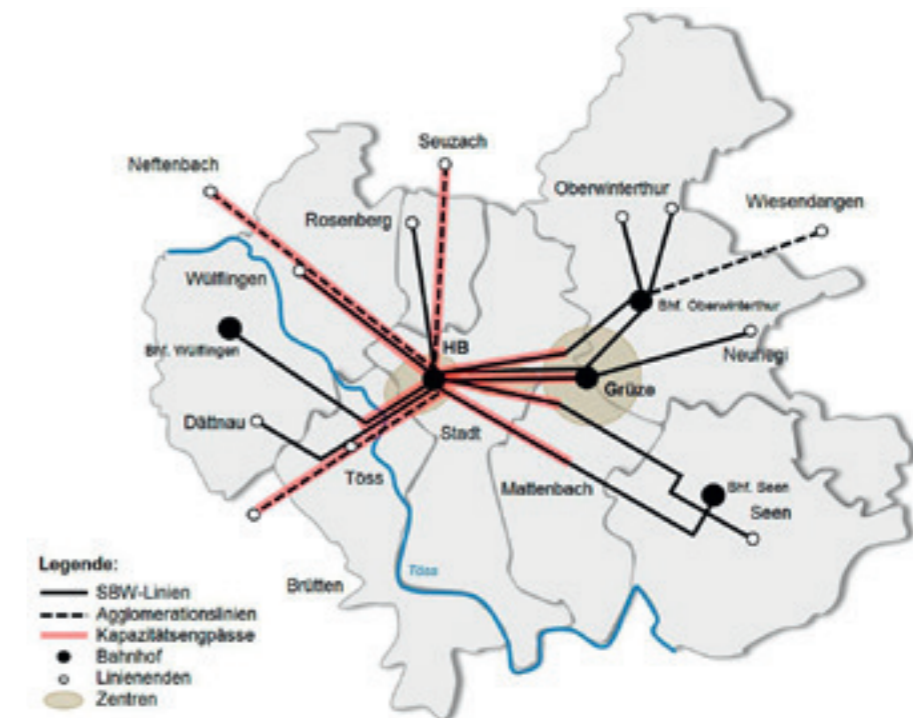 Seuzach
Neftenbach
Oberwinterthur
Wiesendangen
Rosenberg
Wülflingen
Bhf. Oberwinterthur
HB
Bhf. Wülflingen
Neuhegi
Grüze
Dättnau
Stadt
Töss
Mattenbach
Bhf. Seen
Seen
Töss
Brütten
Legende:
SBW-Linien
Agglomerationslinien
Kapazitätsengpässe
Bahnhof
Linienenden
Zentren